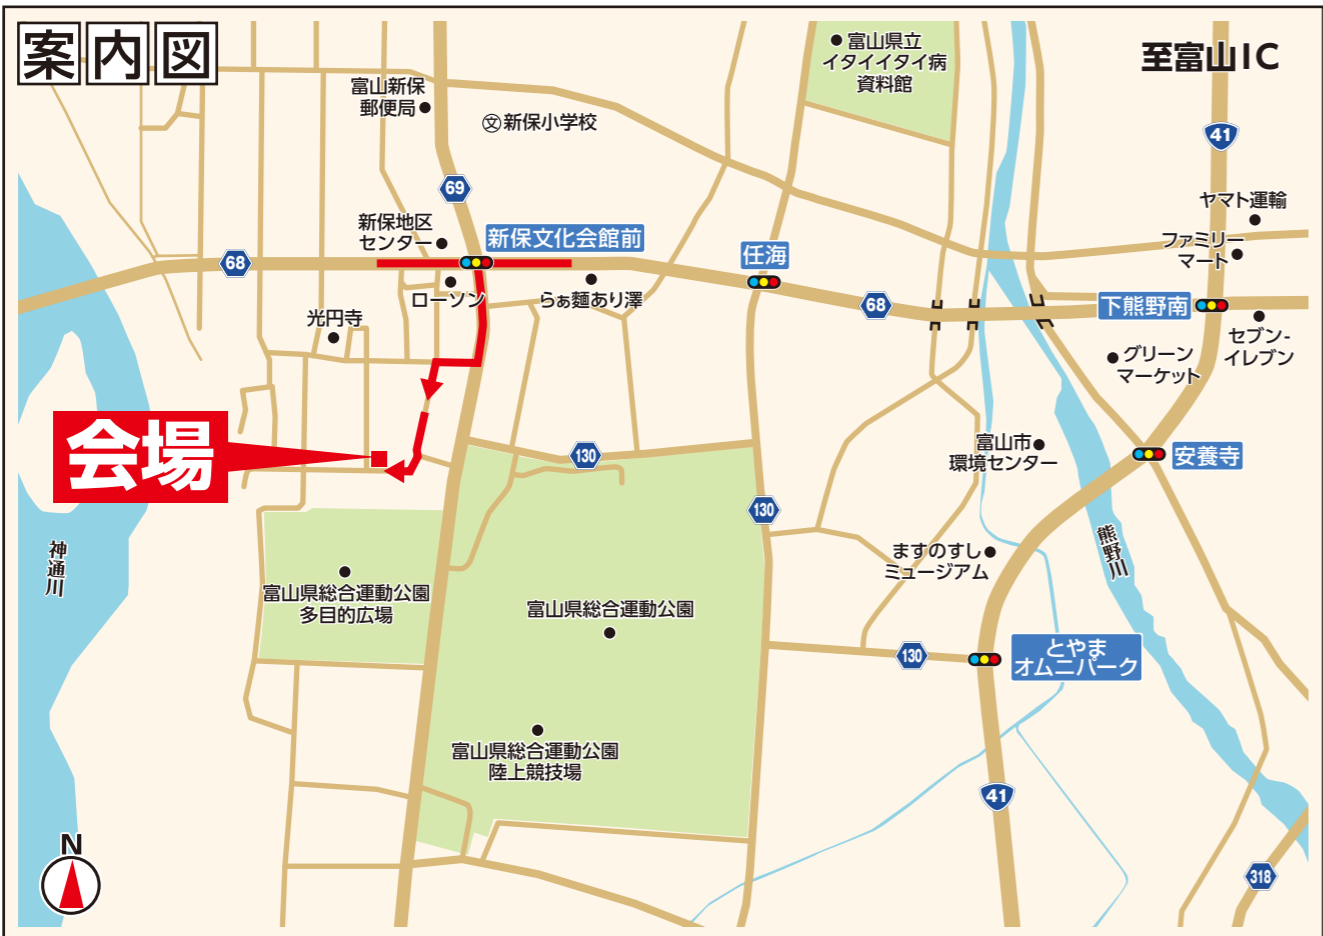 案内図
至富山IC
富山県立
イタイイタイ病
資料館
富山新保
郵便局
文
新保小学校
41
69
ヤマト運輸
新保地区
センター
新保文化会館前
ファミリー
マート
68
任海
ローソン
らぁ麺あり澤
68
下熊野南
光円寺
セブン-
イレブン
グリーン
マーケット
会場
130
富山市
環境センター
安養寺
130
神通川
ますのすし
ミュージアム
熊野川
富山県総合運動公園
多目的広場
富山県総合運動公園
130
とやま
オムニパーク
富山県総合運動公園
陸上競技場
41
N
318